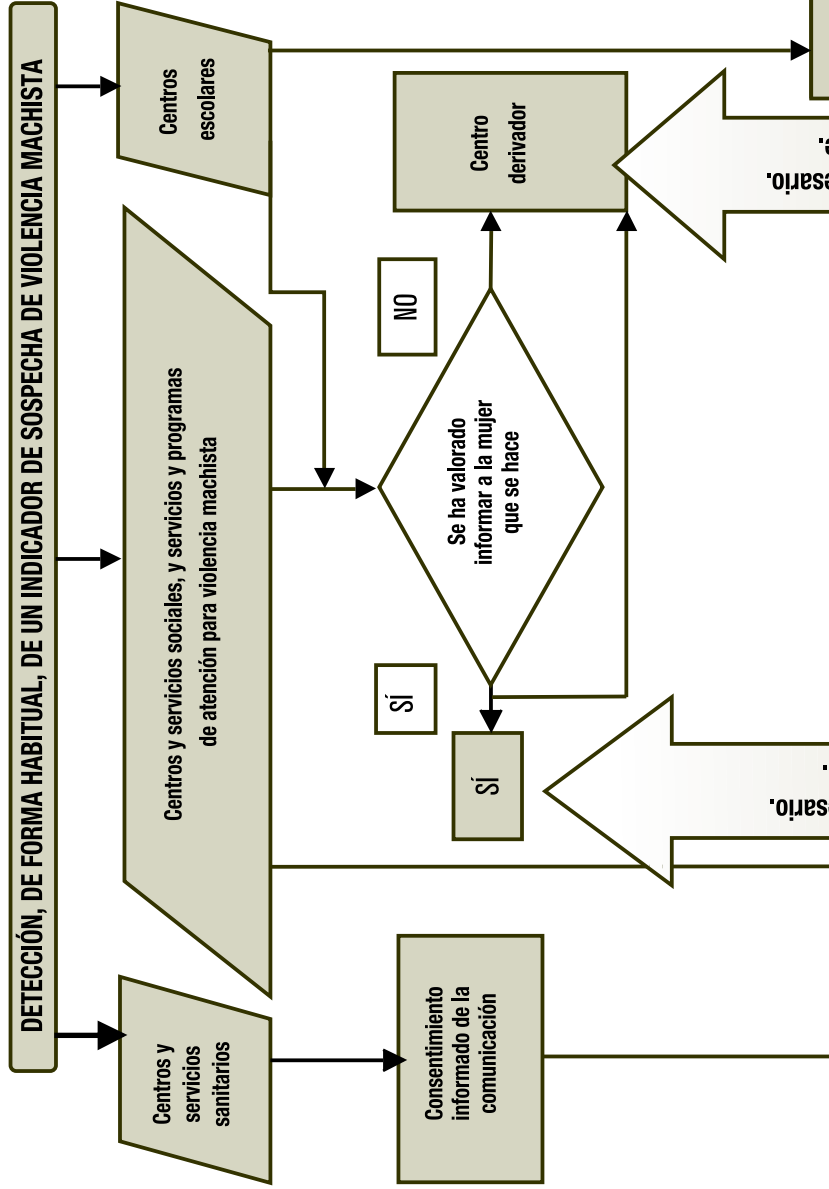 DETECCIÓN, DE FORMA HABITUAL, DE UN INDICADOR DE SOSPECHA DE VIOLENCIA MACHISTA
Centros y
servicios
sanitarios
Centros y servicios sociales, y servicios y programas
de atención para violencia machista
Centros
escolares
Consentimiento
informado de la
comunicación
SÍ
SÍ
Se ha valorado
informar a la mujer
que se hace
NO
Centro
derivador